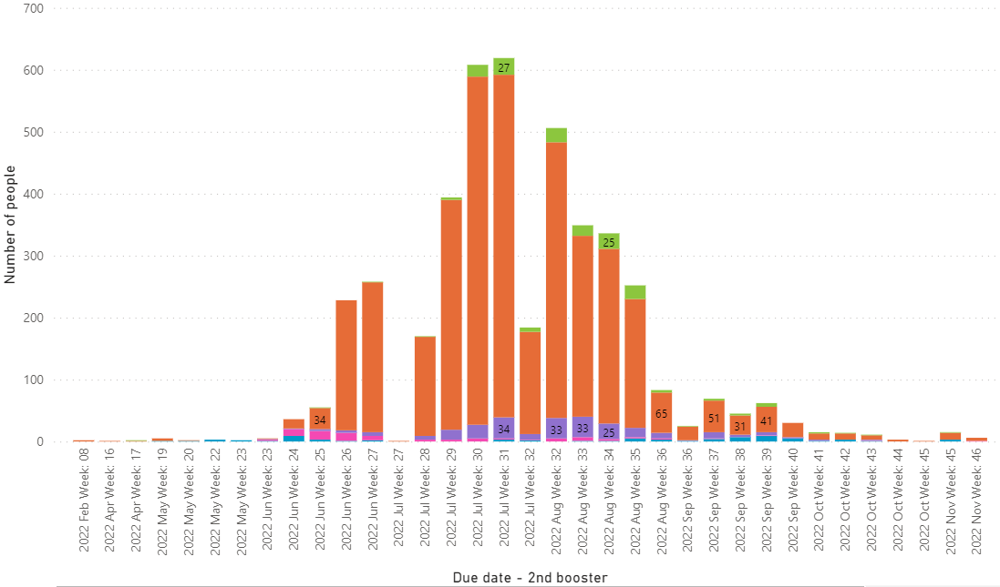 700
600
500
400
300
200
100
0
Number of people
27
34
34
33
33
25
25
65
51
31
41
2022 Feb Week: 08
2022 Apr Week: 16
2022 Apr Week: 17
2022 May Week: 19
2022 May Week: 20
2022 May Week: 22
2022 May Week: 23
2022 Jun Week: 23
2022 Jun Week: 24
2022 Jun Week: 25
2022 Jun Week: 26
2022 Jun Week: 27
2022 Jul Week: 27
2022 Jul Week: 28
2022 Jul Week: 29
2022 Jul Week: 30
2022 Jul Week: 31
2022 Jul Week: 32
2022 Aug Week: 32
2022 Aug Week: 33
2022 Aug Week: 34
2022 Aug Week: 35
2022 Aug Week: 36
2022 Sep Week: 36
2022 Sep Week: 37
2022 Sep Week: 38
2022 Sep Week: 39
2022 Sep Week: 40
2022 Oct Week: 41
2022 Oct Week: 42
2022 Oct Week: 43
2022 Oct Week: 44
2022 Oct Week: 45
2022 Nov Week: 45
2022 Nov Week: 46
Due date - 2nd booster